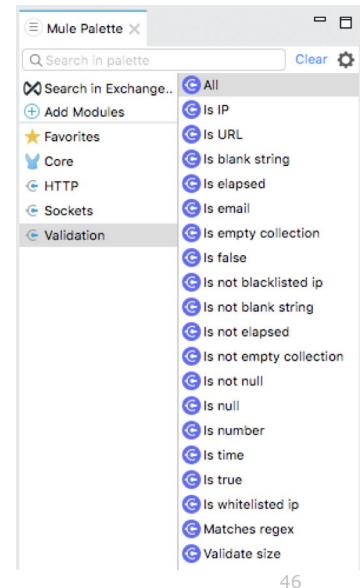 Mule Palette
Search in palette
Clear
Search in Exchange..
Add Modules
Favorites
Core
HTTP
Sockets
Validation
All
Is IP
Is URL
Is blank string
Is elapsed
Is email
Is empty collection
Is false
Is not blacklisted ip
Is not blank string
Is not elapsed
Is not empty collection
Is not null
Is null
Is number
Is time
Is true
Is whitelisted ip
Matches regex
Validate size
46